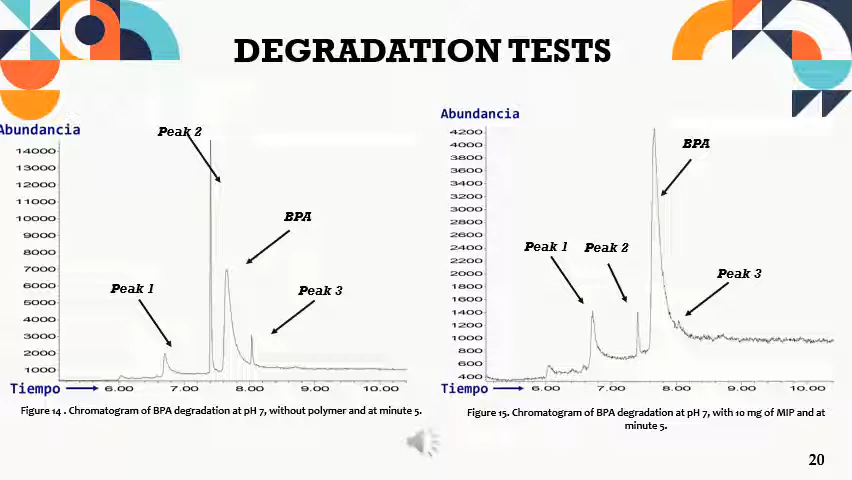 DEGRADATION TESTS
Abundancia
Peak 2
14000
13000
12000
11000
10000
9000
8000
7000
6000
5000
4000
3000
2000
1000
BPA
Peak 1
Peak 3
Tiempo
6.00 7.00 8.00 9.00 10.00
Figure 14 . Chromatogram of BPA degradation at pH 7, without polymer and at minute 5.
Abundancia
4200
4000
3800
3600
3400
3200
3000
2800
2600
2400
2200
2000
1800
1600
1400
1200
1000
800
600
400
BPA
Peak 1
Peak 2
Peak 3
Tiempo
6.00 7.00 8.00 9.00 10.00
Figure 15. Chromatogram of BPA degradation at pH 7, with 10 mg of MIP and at
minute 5.
20